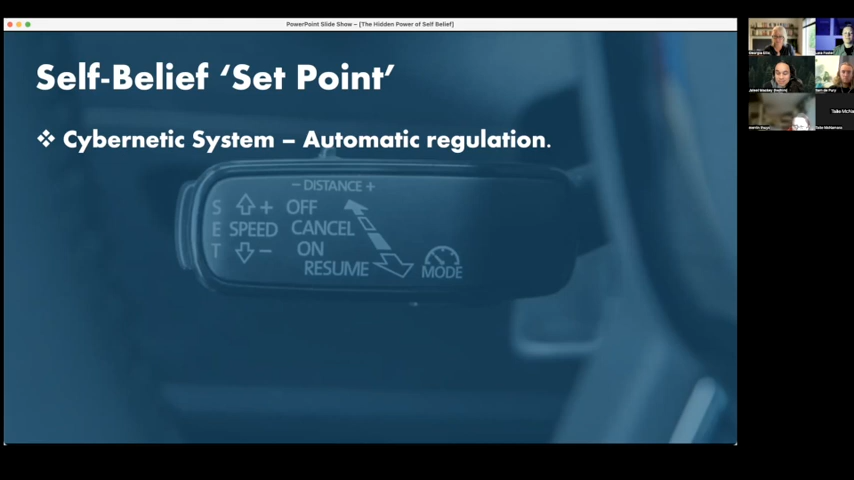 PowerPoint Slide Show – [The Hidden Power of Self Belief]
Self-Belief ‘Set Point’
❖ Cybernetic System – Automatic regulation.
– DISTANCE +
SET
SPEED + –
OFF
CANCEL
ON
RESUME
MODE